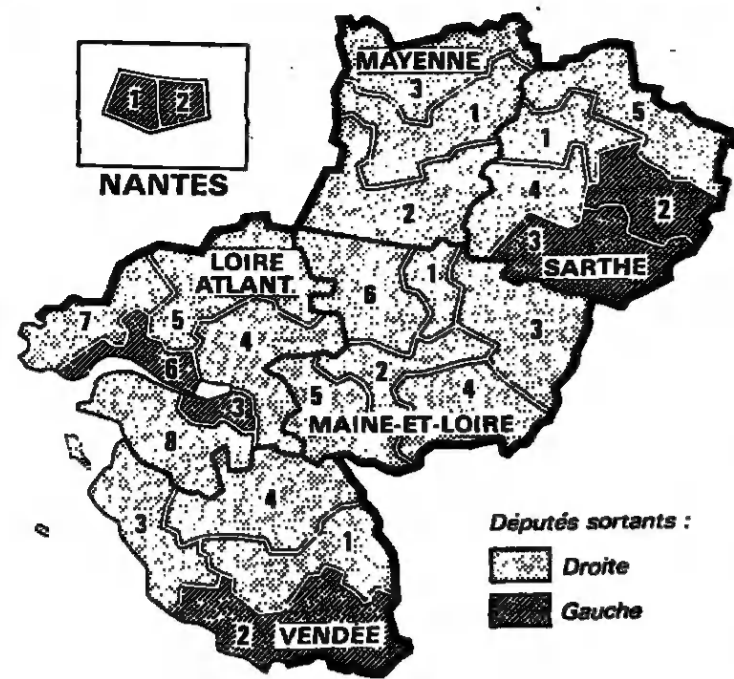 1 2
NANTES
MAYENNE
3
1
2
5
1
4
2
3
SARTHE
LOIRE
ATLANT.
7
5
4
6
3
8
6
1
3
2
5
4
MAINE-ET-LOIRE
4
3
1
2
VENDÉE
Députés sortants :
Droite
Gauche